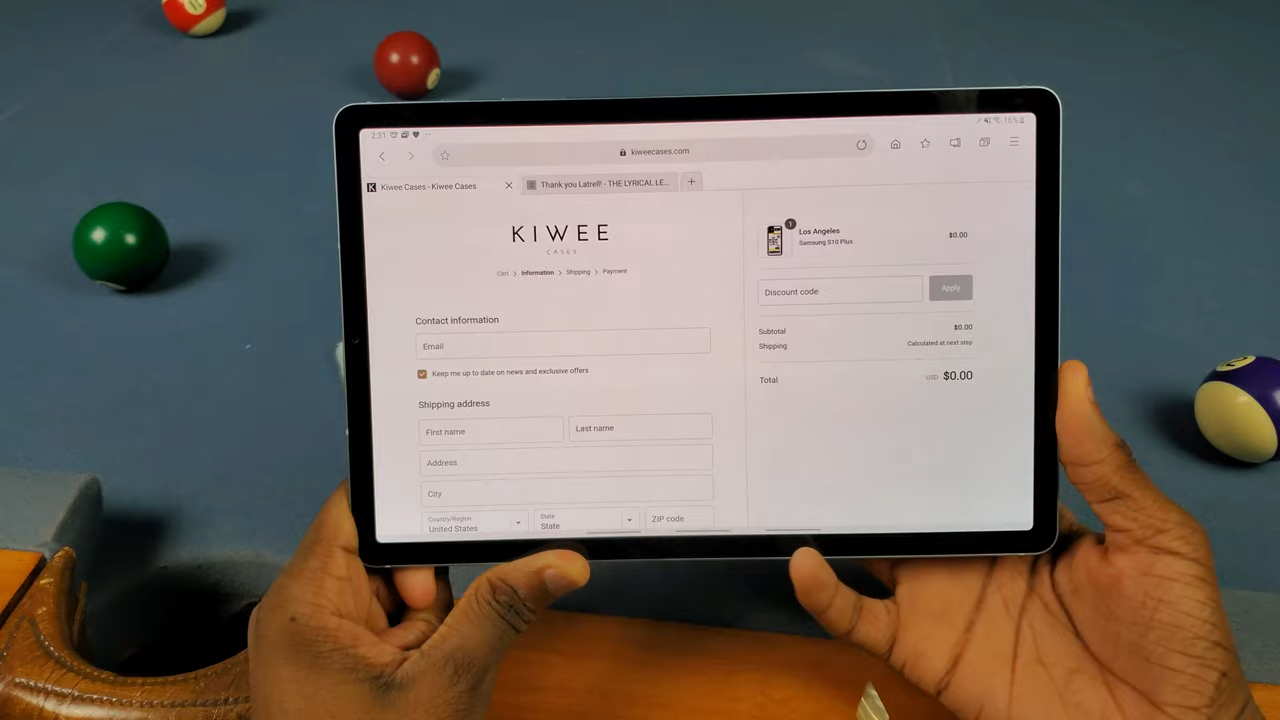 2:31
16%
kiweecases.com
Kiwee Cases - Kiwee Cases
Thank you Latrell! - THE LYRICAL LE...
KIWEE
CASES
Cart > Information > Shipping > Payment
Contact information
Email
Keep me up to date on news and exclusive offers
Shipping address
First name
Last name
Address
City
Country/Region
United States
State
State
ZIP code
1
Los Angeles
Samsung S10 Plus
$0.00
Discount code
Apply
Subtotal
$0.00
Shipping
Calculated at next step
Total
USD $0.00